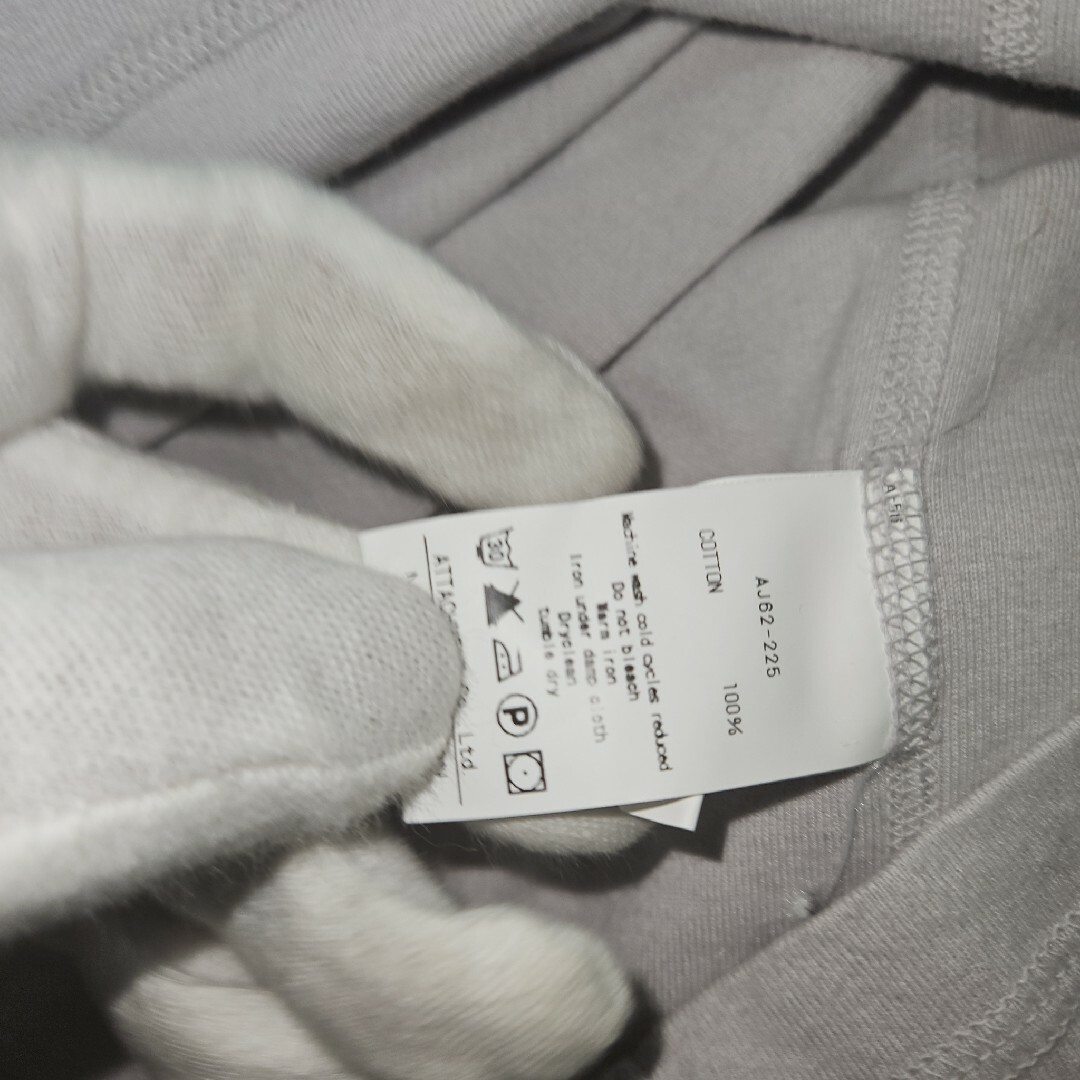 AJ62-225
COTTON 100%
Machine wash cold cycles reduced
Do not bleach
Warm iron
Iron under damp cloth
Dryclean
tumble dry
30
P
Ltd.